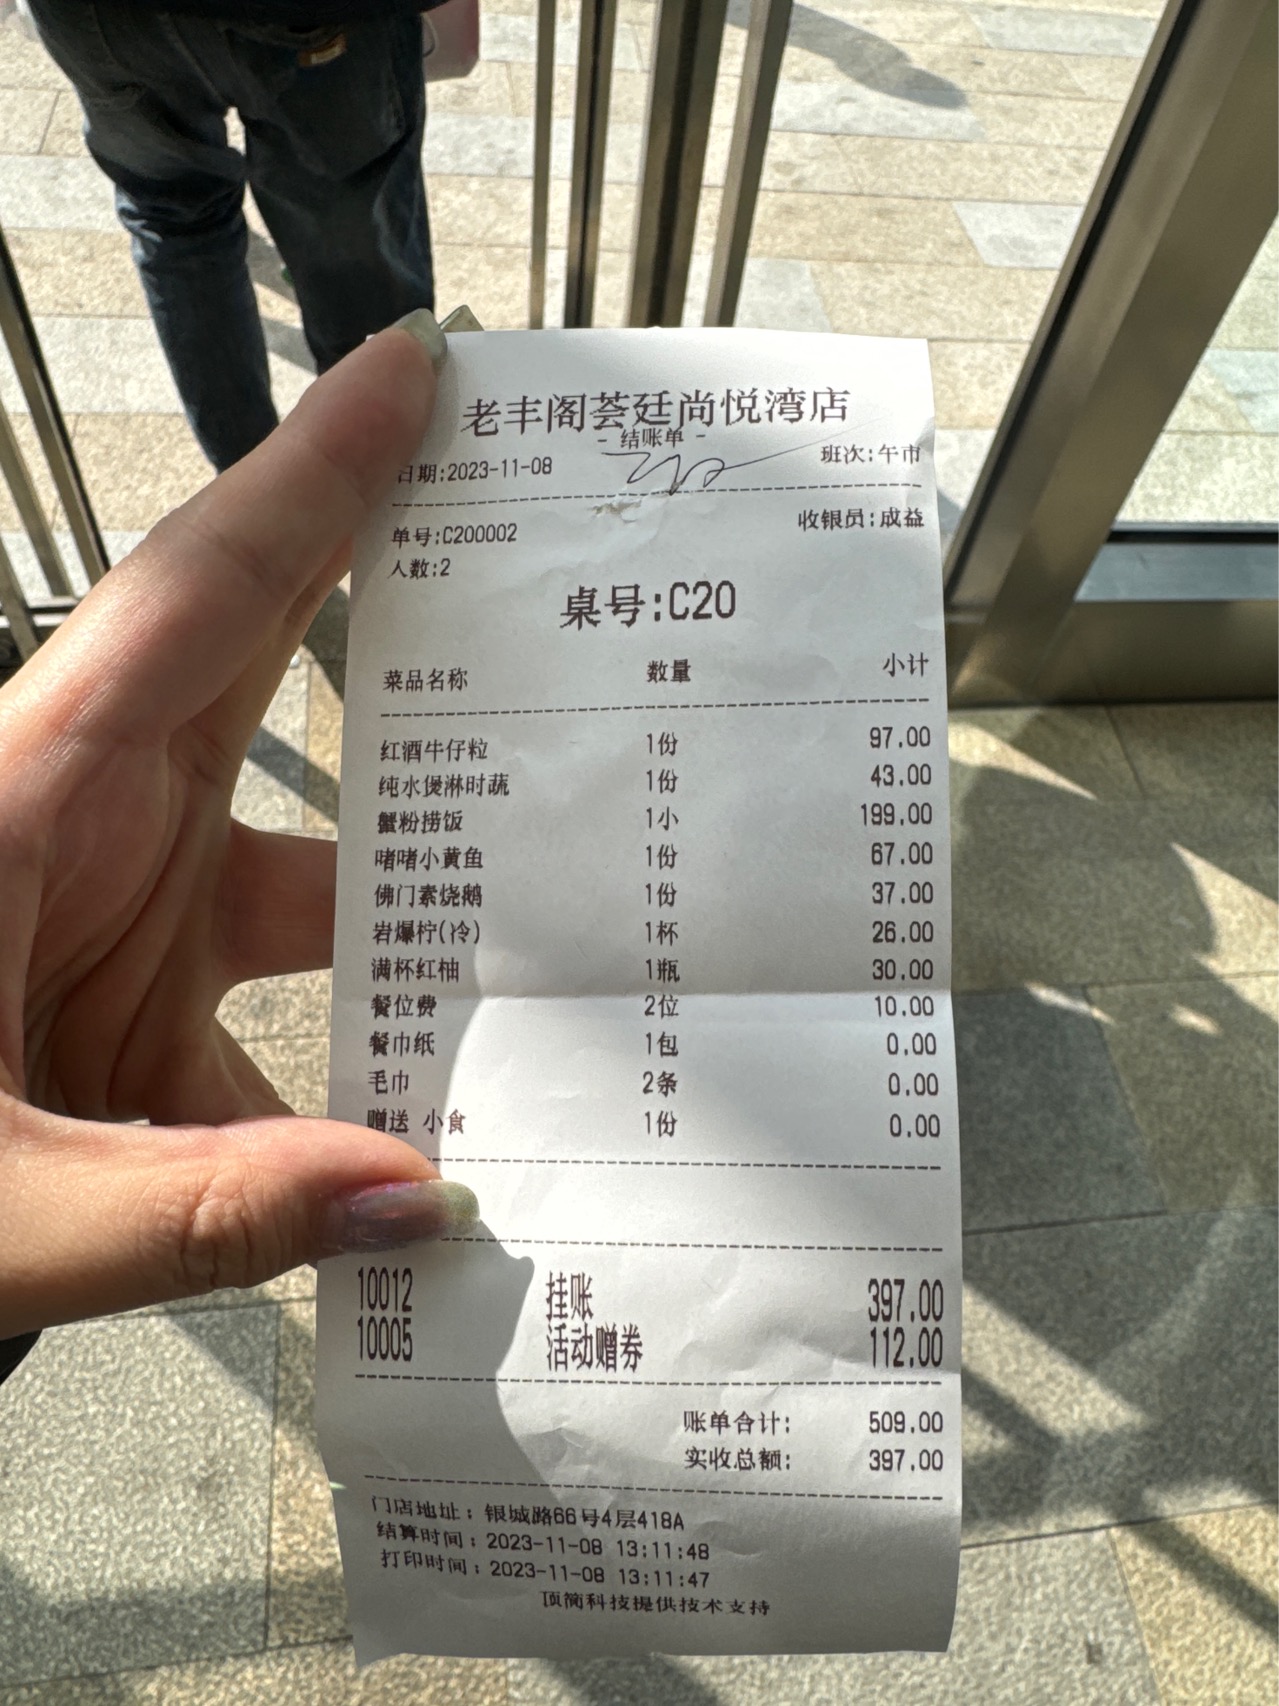 老丰阁荟廷尚悦湾店
- 结账单 -
日期:2023-11-08 班次:午市
单号:C200002 收银员:成益
人数:2
桌号:C20
菜品名称 数量 小计
红酒牛仔粒 1份 97.00
纯水煲淋时蔬 1份 43.00
蟹粉捞饭 1小 199.00
啫啫小黄鱼 1份 67.00
佛门素烧鹅 1份 37.00
岩爆柠(冷) 1杯 26.00
满杯红柚 1瓶 30.00
餐位费 2位 10.00
餐巾纸 1包 0.00
毛巾 2条 0.00
赠送 小食 1份 0.00
10012 挂账 397.00
10005 活动赠券 112.00
账单合计: 509.00
实收总额: 397.00
门店地址：银城路66号4层418A
结算时间：2023-11-08 13:11:48
打印时间：2023-11-08 13:11:47
顶简科技提供技术支持